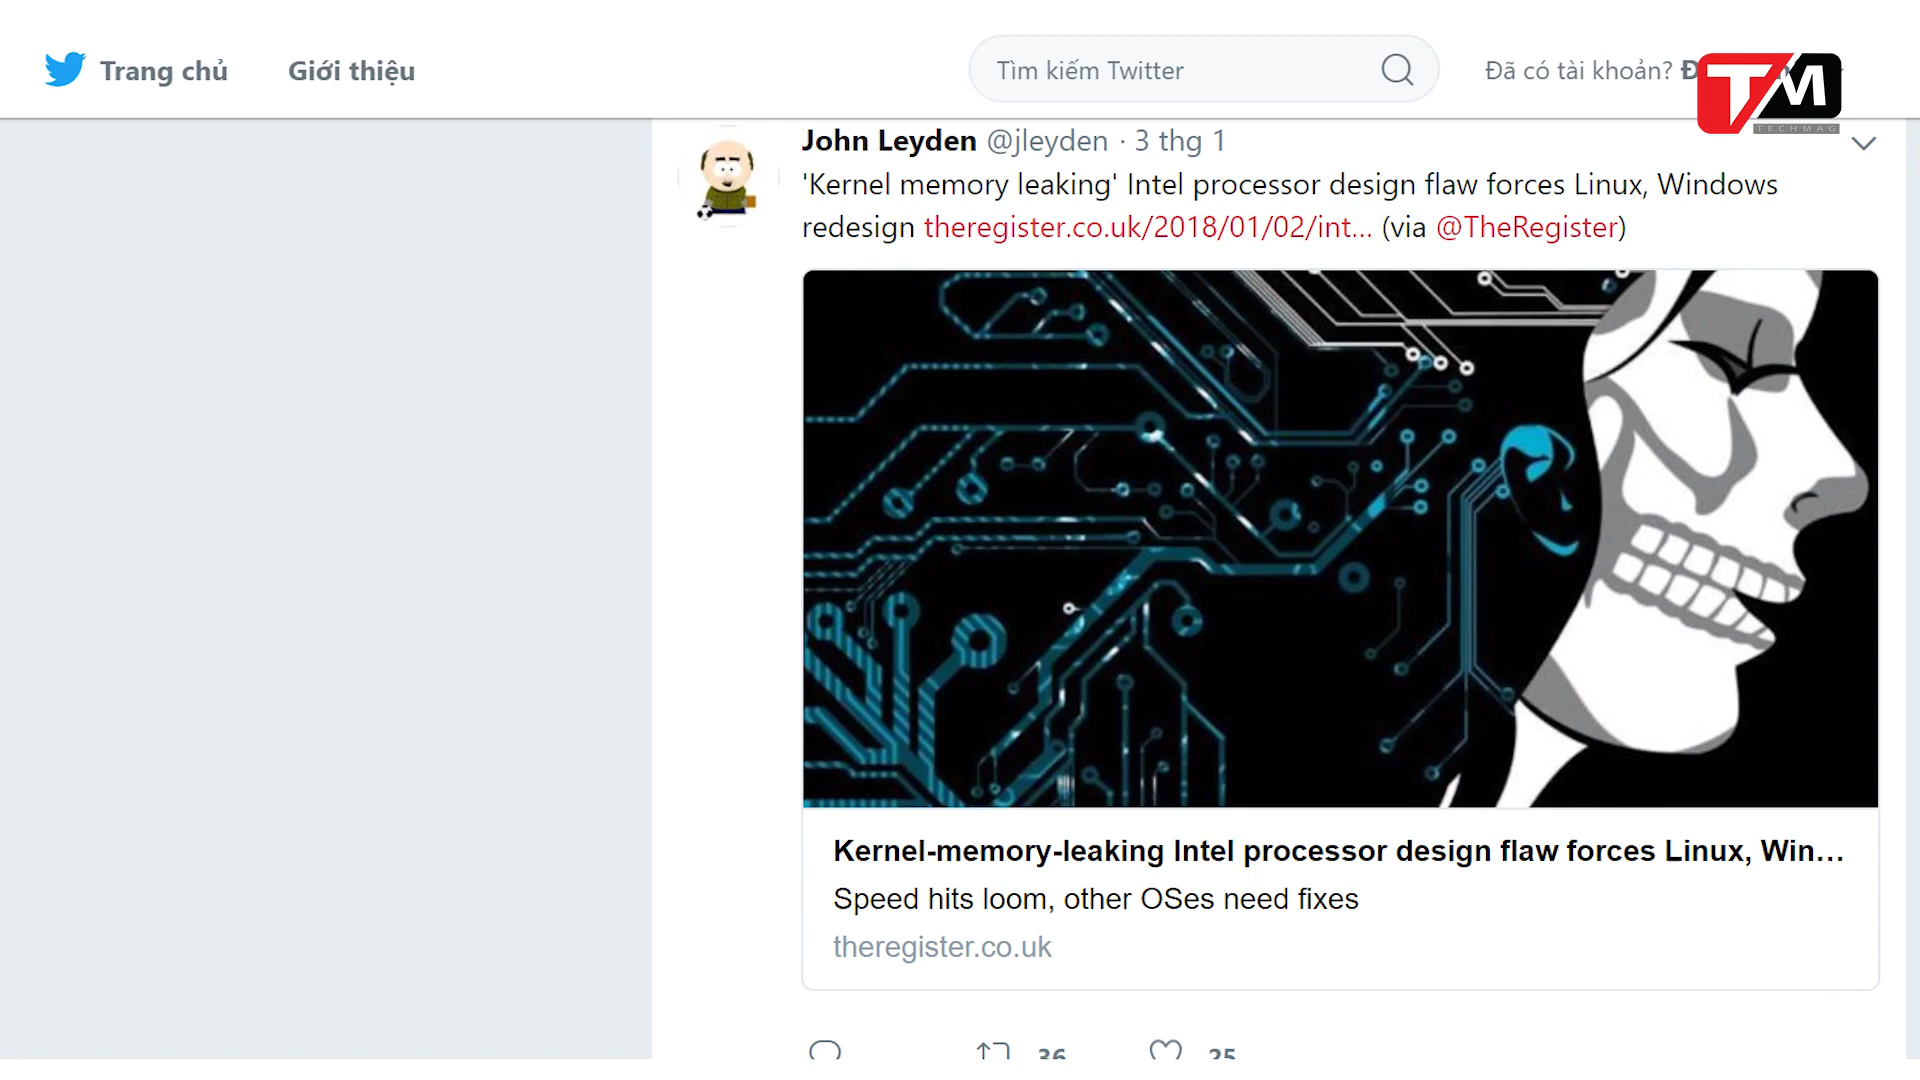 Trang chủ
Giới thiệu
Tìm kiếm Twitter
Đã có tài khoản?
TM
TECHMAG
John Leyden @jleyden · 3 thg 1
'Kernel memory leaking' Intel processor design flaw forces Linux, Windows
redesign theregister.co.uk/2018/01/02/int... (via @TheRegister)
Kernel-memory-leaking Intel processor design flaw forces Linux, Win...
Speed hits loom, other OSes need fixes
theregister.co.uk
36
25